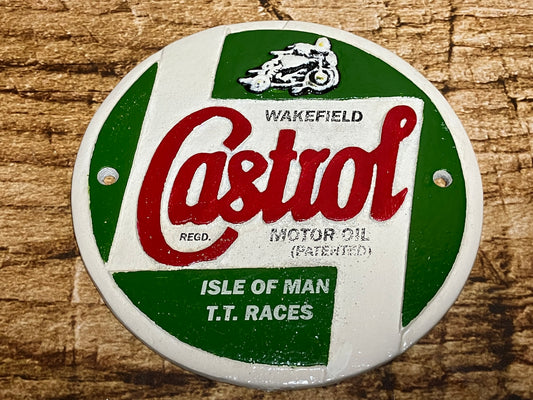 WAKEFIELD
Castrol
REGD. MOTOR OIL
(PATENTED)
ISLE OF MAN
T.T. RACES